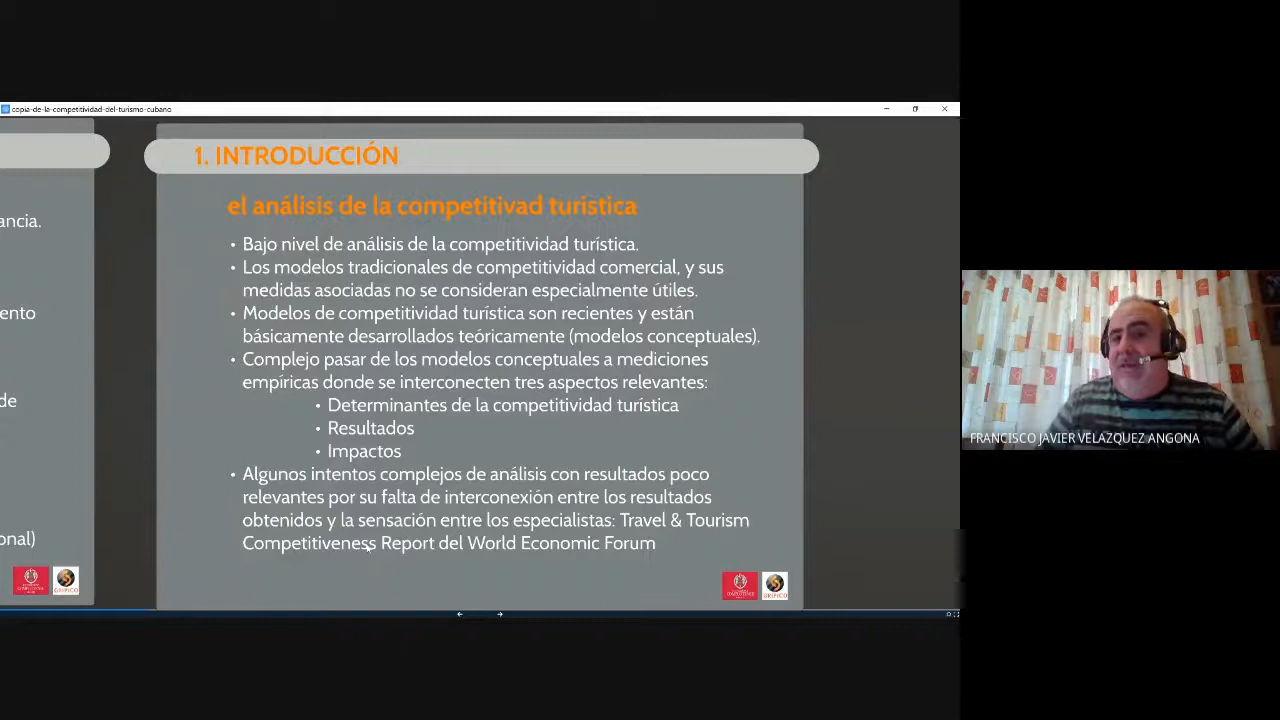 copia-de-la-competitividad-del-turismo-cubano
1. INTRODUCCIÓN
el análisis de la competitivad turística
ancia.
ento
de
onal)
• Bajo nivel de análisis de la competitividad turística.
• Los modelos tradicionales de competitividad comercial, y sus
medidas asociadas no se consideran especialmente útiles.
• Modelos de competitividad turística son recientes y están
básicamente desarrollados teóricamente (modelos conceptuales).
• Complejo pasar de los modelos conceptuales a mediciones
empíricas donde se interconecten tres aspectos relevantes:
• Determinantes de la competitividad turística
• Resultados
• Impactos
• Algunos intentos complejos de análisis con resultados poco
relevantes por su falta de interconexión entre los resultados
obtenidos y la sensación entre los especialistas: Travel & Tourism
Competitiveness Report del World Economic Forum
GRIPICO
GRIPICO
FRANCISCO JAVIER VELAZQUEZ ANGONA